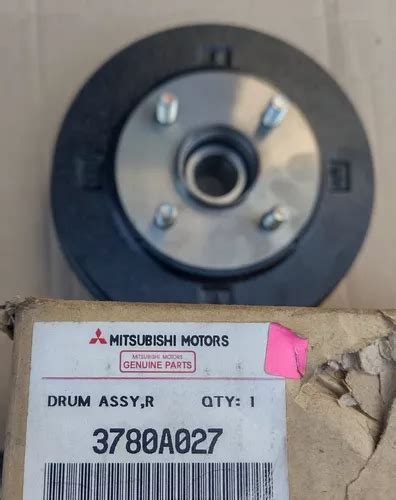 MITSUBISHI MOTORS
MITSUBISHI MOTORS
GENUINE PARTS
DRUM ASSY,R QTY: 1
3780A027